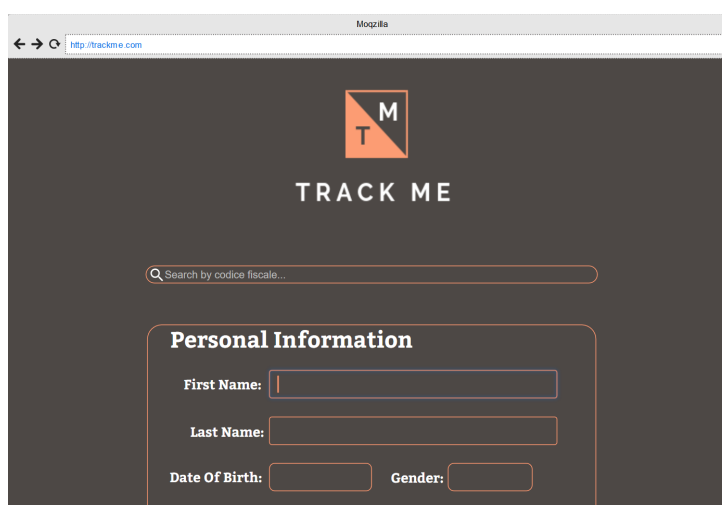 Moqzilla
http://trackme.com
M
T
TRACK ME
Search by codice fiscale...
Personal Information
First Name:
Last Name:
Date Of Birth: Gender: